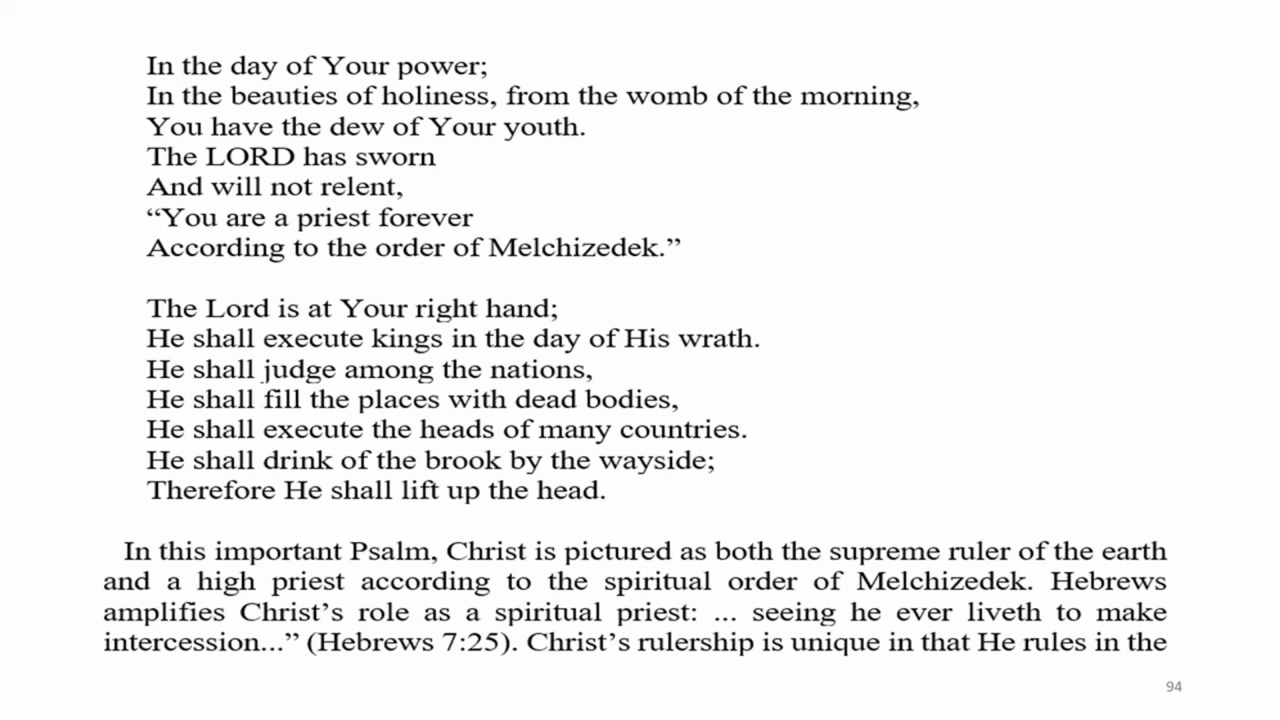 In the day of Your power;
In the beauties of holiness, from the womb of the morning,
You have the dew of Your youth.
The LORD has sworn
And will not relent,
“You are a priest forever
According to the order of Melchizedek.”
The Lord is at Your right hand;
He shall execute kings in the day of His wrath.
He shall judge among the nations,
He shall fill the places with dead bodies,
He shall execute the heads of many countries.
He shall drink of the brook by the wayside;
Therefore He shall lift up the head.
In this important Psalm, Christ is pictured as both the supreme ruler of the earth
and a high priest according to the spiritual order of Melchizedek. Hebrews
amplifies Christ’s role as a spiritual priest: ... seeing he ever liveth to make
intercession...” (Hebrews 7:25). Christ’s rulership is unique in that He rules in the
94